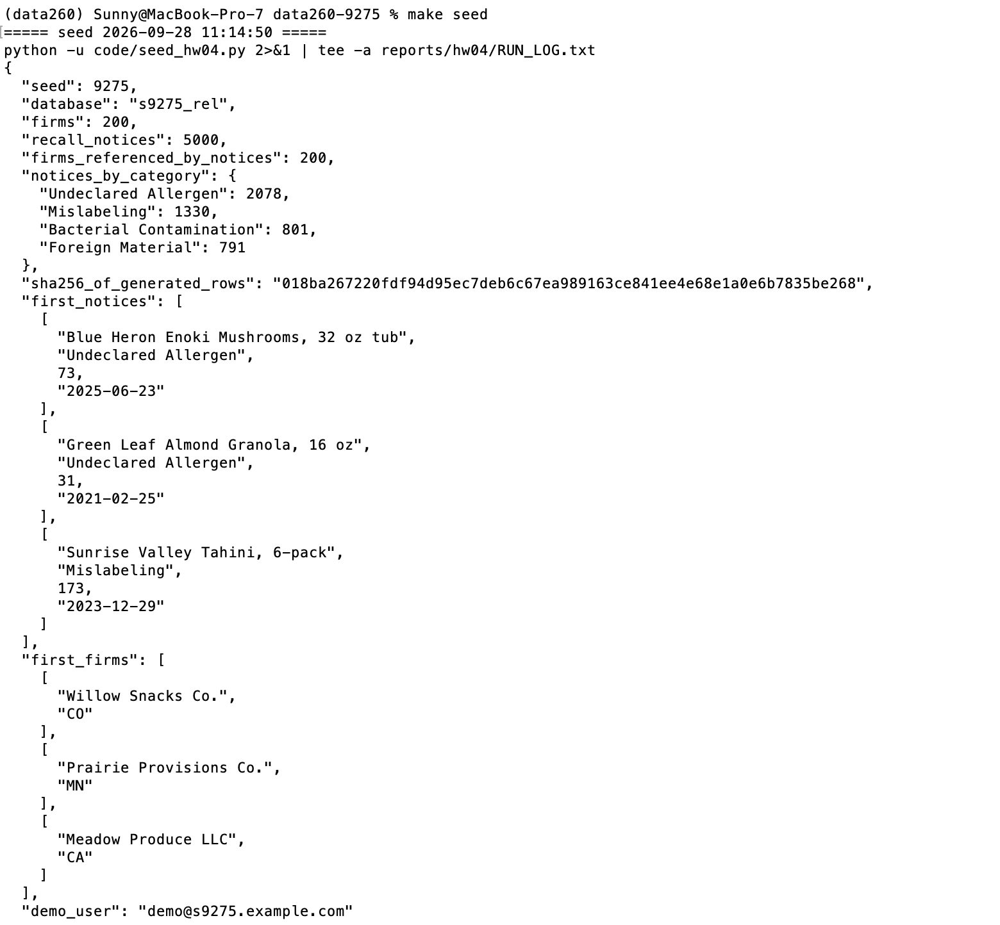 (data260) Sunny@MacBook-Pro-7 data260-9275 % make seed
===== seed 2026-09-28 11:14:50 =====
python -u code/seed_hw04.py 2>&1 | tee -a reports/hw04/RUN_LOG.txt
{
  "seed": 9275,
  "database": "s9275_rel",
  "firms": 200,
  "recall_notices": 5000,
  "firms_referenced_by_notices": 200,
  "notices_by_category": {
    "Undeclared Allergen": 2078,
    "Mislabeling": 1330,
    "Bacterial Contamination": 801,
    "Foreign Material": 791
  },
  "sha256_of_generated_rows": "018ba267220fdf94d95ec7deb6c67ea989163ce841ee4e68e1a0e6b7835be268",
  "first_notices": [
    [
      "Blue Heron Enoki Mushrooms, 32 oz tub",
      "Undeclared Allergen",
      73,
      "2025-06-23"
    ],
    [
      "Green Leaf Almond Granola, 16 oz",
      "Undeclared Allergen",
      31,
      "2021-02-25"
    ],
    [
      "Sunrise Valley Tahini, 6-pack",
      "Mislabeling",
      173,
      "2023-12-29"
    ]
  ],
  "first_firms": [
    [
      "Willow Snacks Co.",
      "CO"
    ],
    [
      "Prairie Provisions Co.",
      "MN"
    ],
    [
      "Meadow Produce LLC",
      "CA"
    ]
  ],
  "demo_user": "demo@s9275.example.com"